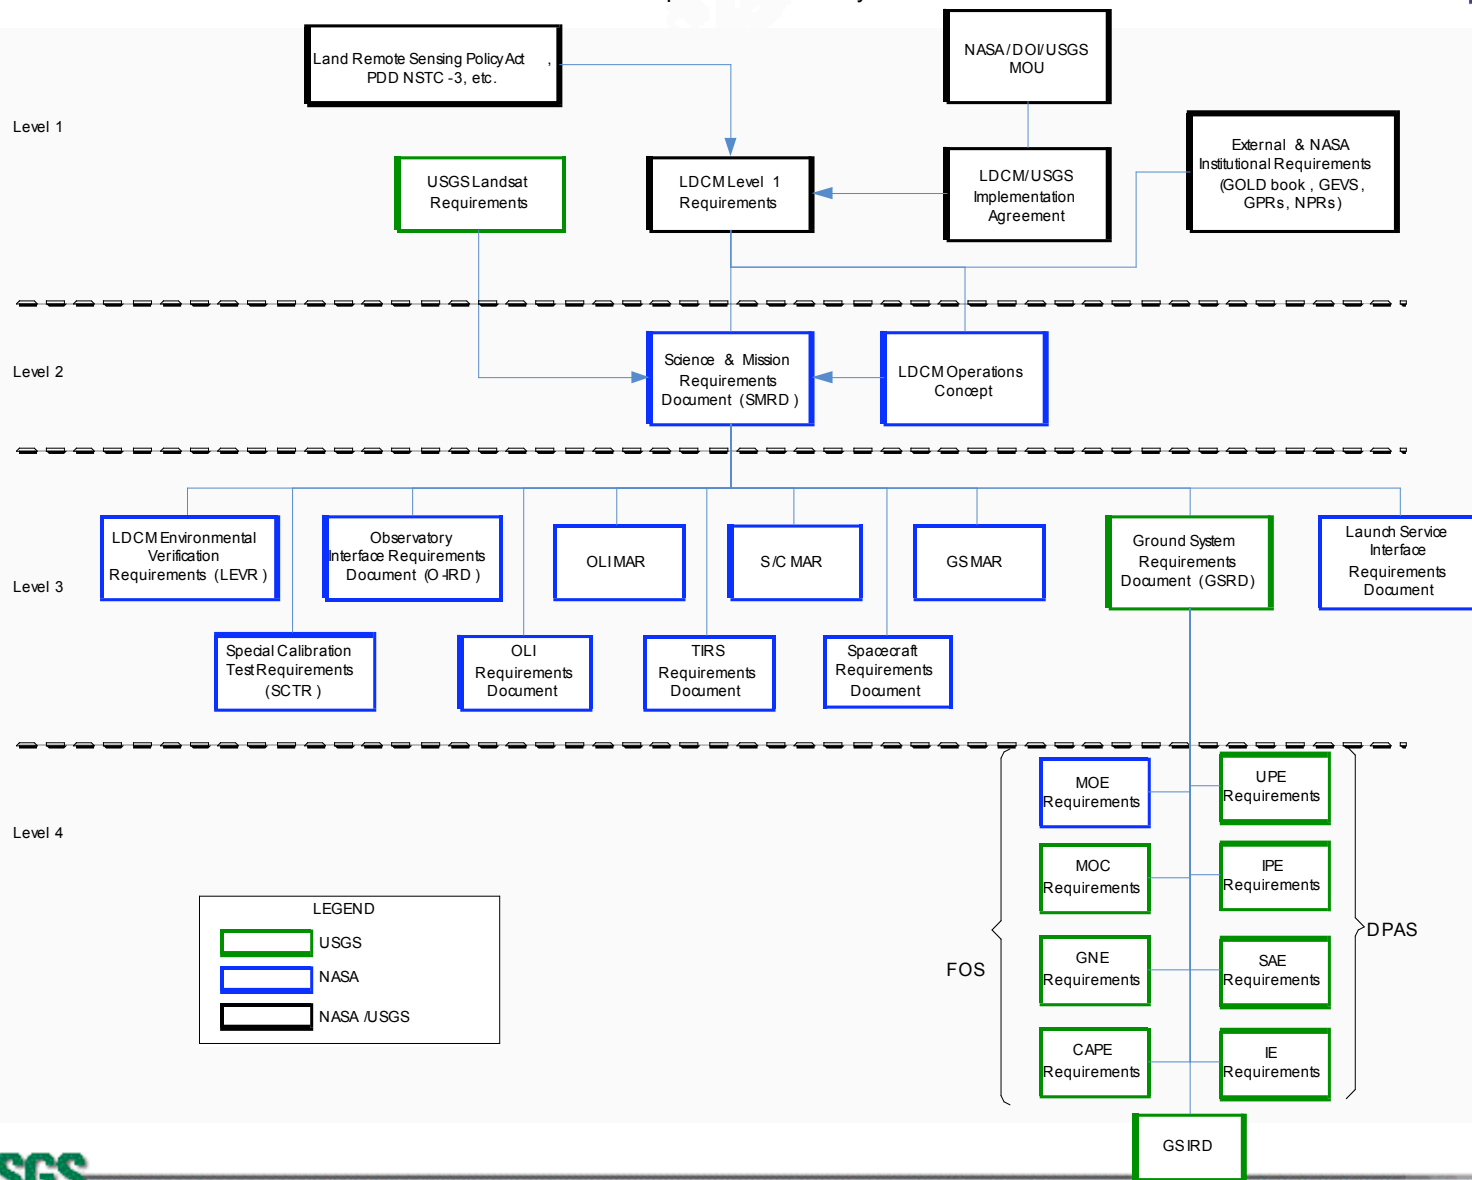 Land Remote Sensing Policy Act ,
PDD NSTC -3, etc.
NASA/DOI/USGS
MOU
Level 1
External & NASA
Institutional Requirements
(GOLD book , GEVS,
GPRs, NPRs)
USGS Landsat
Requirements
LDCM Level 1
Requirements
LDCM/USGS
Implementation
Agreement
Level 2
Science & Mission
Requirements
Document (SMRD)
LDCM Operations
Concept
Level 3
LDCM Environmental
Verification
Requirements (LEVR)
Observatory
Interface Requirements
Document (O-IRD)
OLI MAR
S/C MAR
GS MAR
Ground System
Requirements
Document (GSRD)
Launch Service
Interface
Requirements
Document
Special Calibration
Test Requirements
(SCTR)
OLI
Requirements
Document
TIRS
Requirements
Document
Spacecraft
Requirements
Document
Level 4
MOE
Requirements
UPE
Requirements
MOC
Requirements
IPE
Requirements
FOS
GNE
Requirements
SAE
Requirements
DPAS
CAPE
Requirements
IE
Requirements
GSIRD
LEGEND
USGS
NASA
NASA /USGS